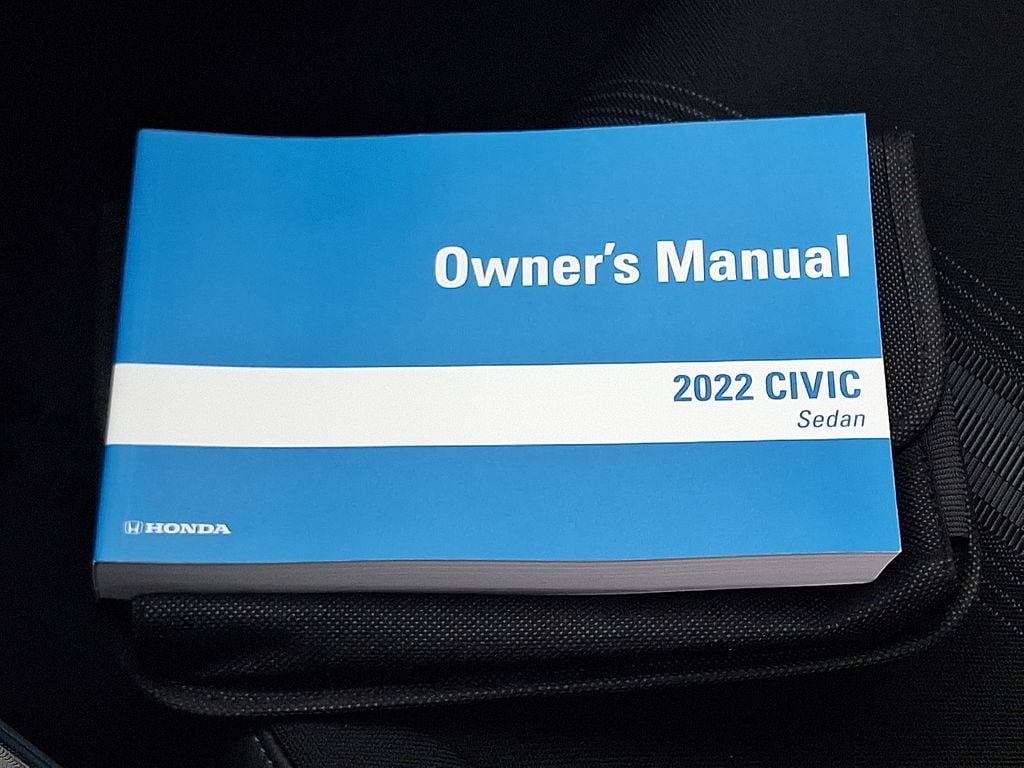 Owner's Manual
2022 CIVIC
Sedan
HONDA